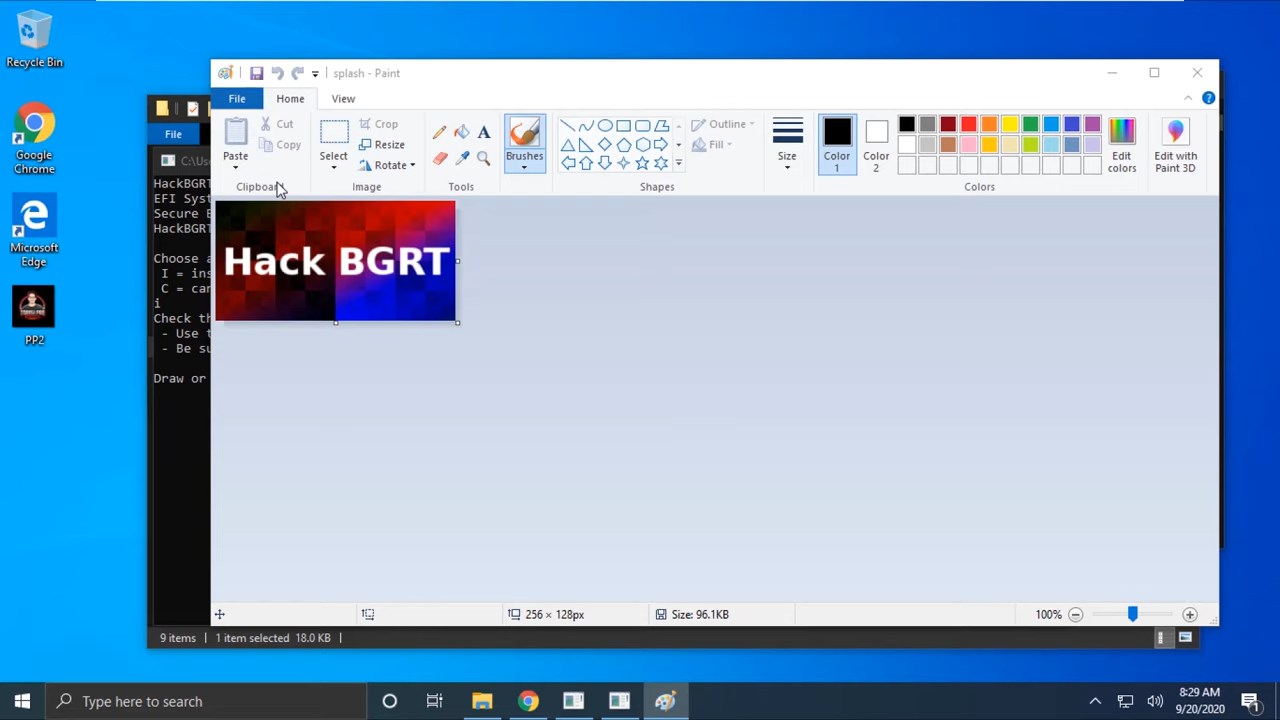 Recycle Bin
Google
Chrome
Microsoft
Edge
PP2
splash - Paint
File
Home
View
Paste
Cut
Copy
Clipboard
Select
Crop
Resize
Rotate
Image
Tools
Brushes
Shapes
Outline
Fill
Size
Color
1
Color
2
Edit
colors
Edit with
Paint 3D
Colors
File
C:\Use
HackBGRT
EFI Syst
Secure B
HackBGRT
Choose a
I = ins
C = can
i
Check th
- Use t
- Be su
Draw or
Hack BGRT
256 × 128px
Size: 96.1KB
100%
9 items
1 item selected 18.0 KB
Type here to search
8:29 AM
9/20/2020
1